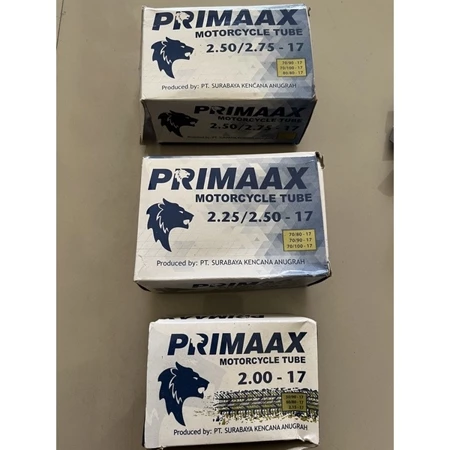 PRIMAAX
MOTORCYCLE TUBE
2.50/2.75 - 17
70/90 - 17
70/100 - 17
80/80 - 17
Produced by: PT. SURABAYA KENCANA ANUGRAH
2.50/2.75 - 17
PRIMAAX
MOTORCYCLE TUBE
2.25/2.50 - 17
70/80 - 17
70/90 - 17
70/100 - 17
Produced by: PT. SURABAYA KENCANA ANUGRAH
PRIMAAX
MOTORCYCLE TUBE
2.00 - 17
Produced by: PT. SURABAYA KENCANA ANUGRAH